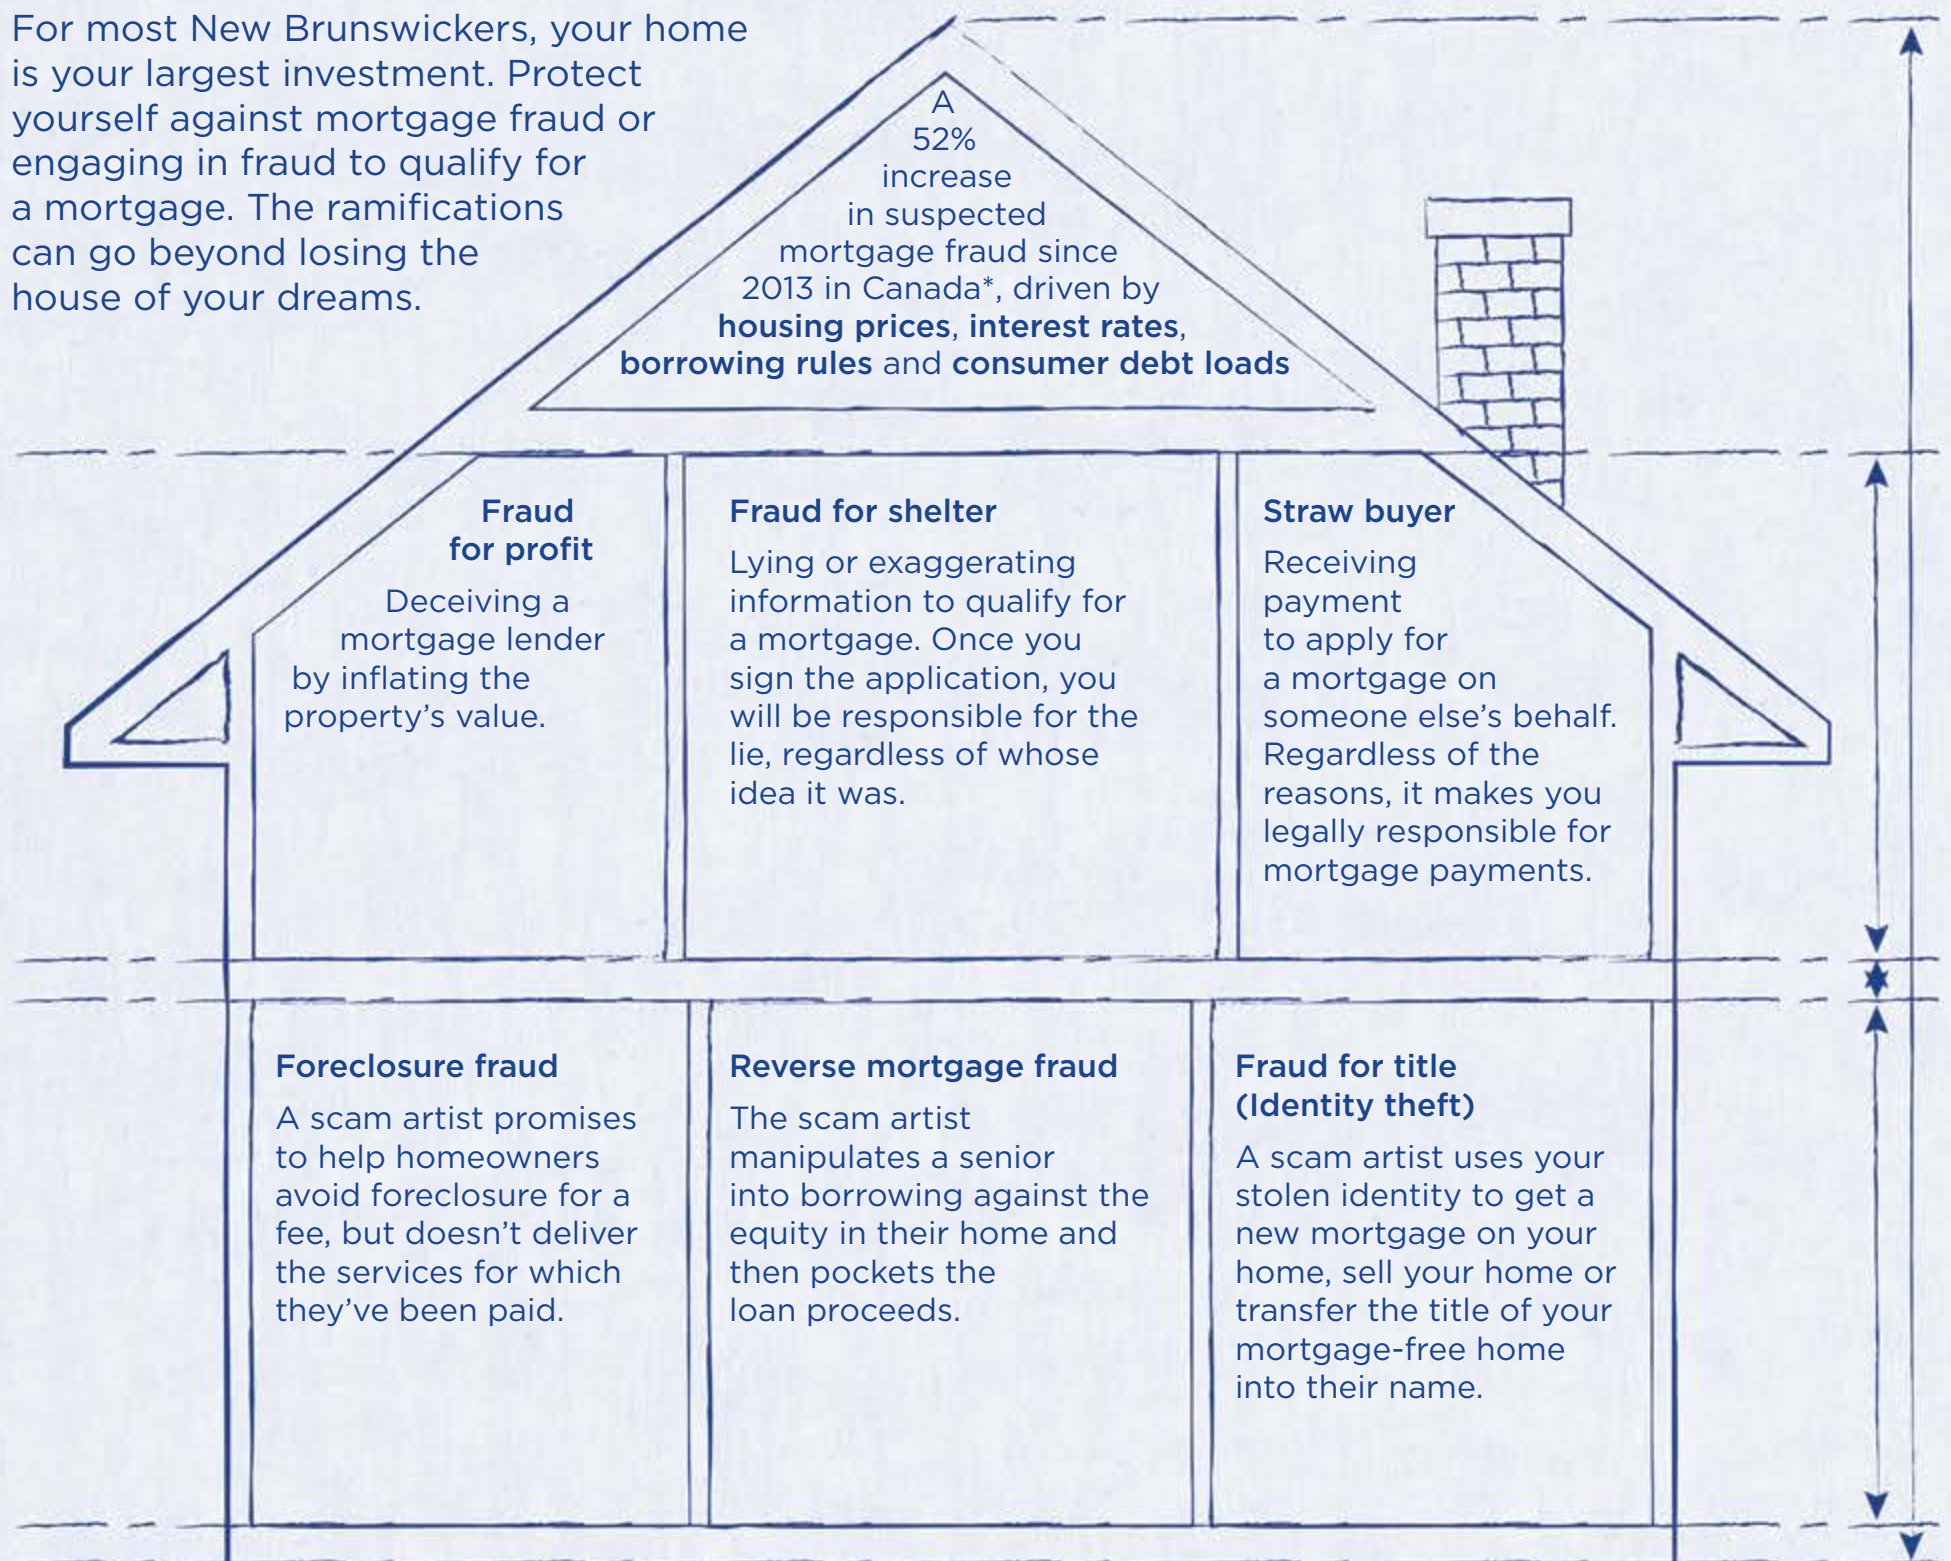 For most New Brunswickers, your home
is your largest investment. Protect
yourself against mortgage fraud or
engaging in fraud to qualify for
a mortgage. The ramifications
can go beyond losing the
house of your dreams.
A
52%
increase
in suspected
mortgage fraud since
2013 in Canada*, driven by
housing prices, interest rates,
borrowing rules and consumer debt loads
Fraud
for profit
Deceiving a
mortgage lender
by inflating the
property's value.
Fraud for shelter
Lying or exaggerating
information to qualify for
a mortgage. Once you
sign the application, you
will be responsible for the
lie, regardless of whose
idea it was.
Straw buyer
Receiving
payment
to apply for
a mortgage on
someone else's behalf.
Regardless of the
reasons, it makes you
legally responsible for
mortgage payments.
Foreclosure fraud
A scam artist promises
to help homeowners
avoid foreclosure for a
fee, but doesn't deliver
the services for which
they've been paid.
Reverse mortgage fraud
The scam artist
manipulates a senior
into borrowing against the
equity in their home and
then pockets the
loan proceeds.
Fraud for title
(Identity theft)
A scam artist uses your
stolen identity to get a
new mortgage on your
home, sell your home or
transfer the title of your
mortgage-free home
into their name.